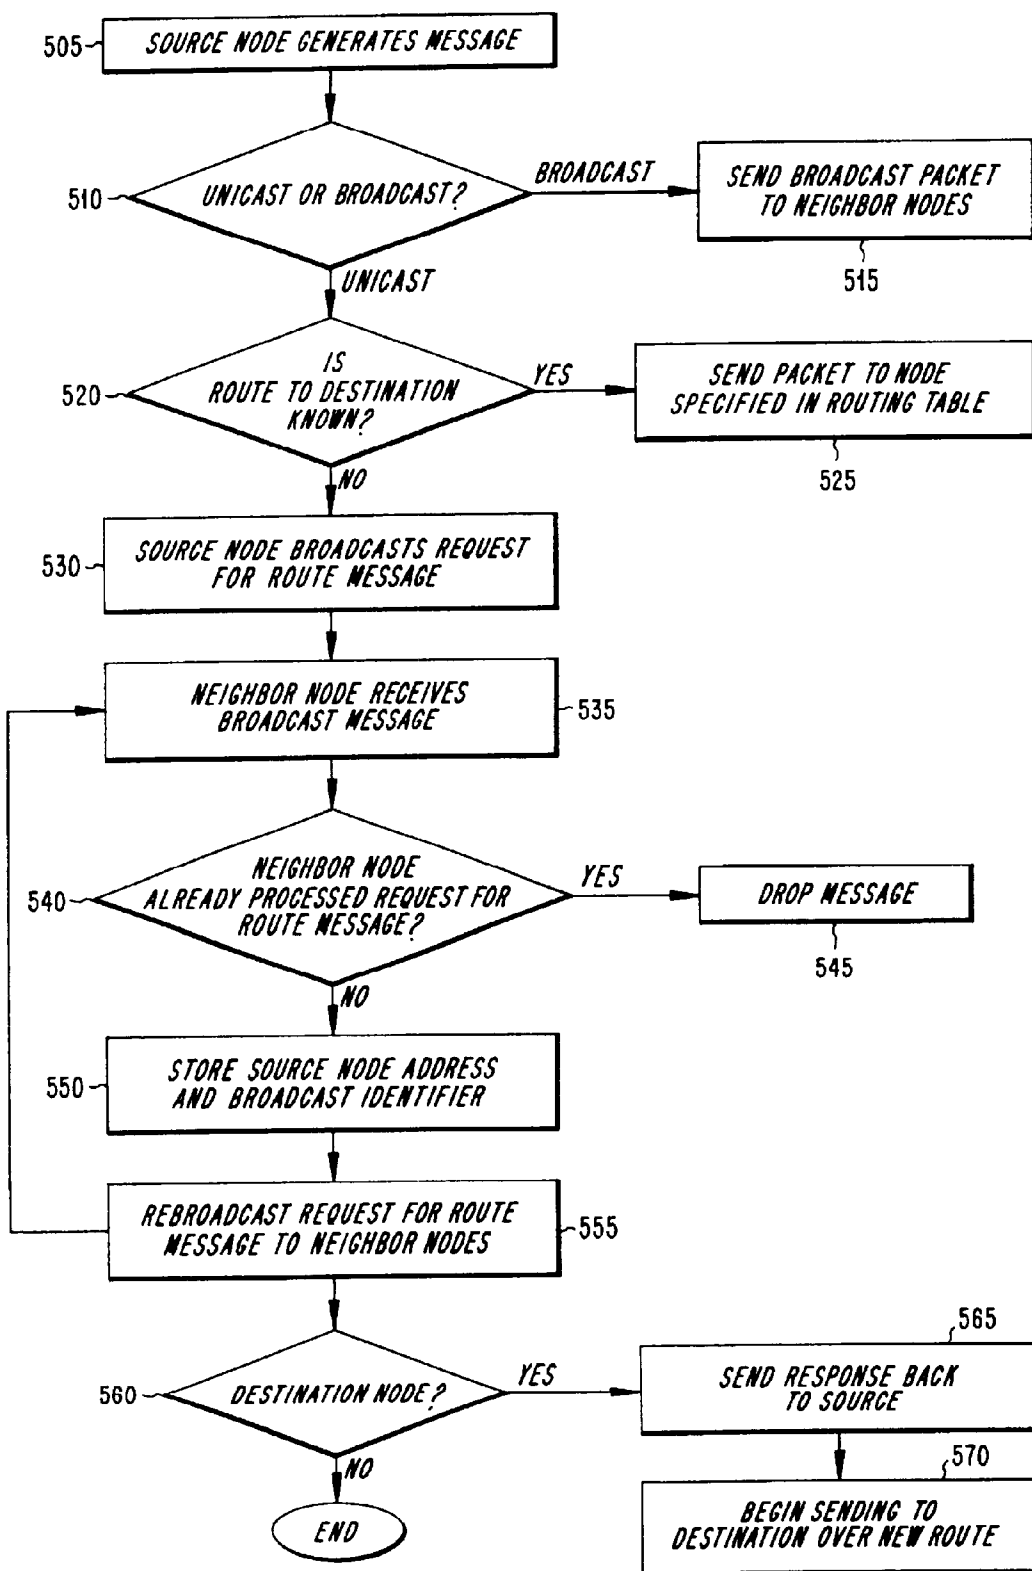 505
SOURCE NODE GENERATES MESSAGE
510
UNICAST OR BROADCAST?
BROADCAST
SEND BROADCAST PACKET
TO NEIGHBOR NODES
515
UNICAST
520
IS
ROUTE TO DESTINATION
KNOWN?
YES
SEND PACKET TO NODE
SPECIFIED IN ROUTING TABLE
525
NO
530
SOURCE NODE BROADCASTS REQUEST
FOR ROUTE MESSAGE
NEIGHBOR NODE RECEIVES
BROADCAST MESSAGE
535
540
NEIGHBOR NODE
ALREADY PROCESSED REQUEST FOR
ROUTE MESSAGE?
YES
DROP MESSAGE
545
NO
550
STORE SOURCE NODE ADDRESS
AND BROADCAST IDENTIFIER
REBROADCAST REQUEST FOR ROUTE
MESSAGE TO NEIGHBOR NODES
555
560
DESTINATION NODE?
YES
565
SEND RESPONSE BACK
TO SOURCE
570
BEGIN SENDING TO
DESTINATION OVER NEW ROUTE
NO
END